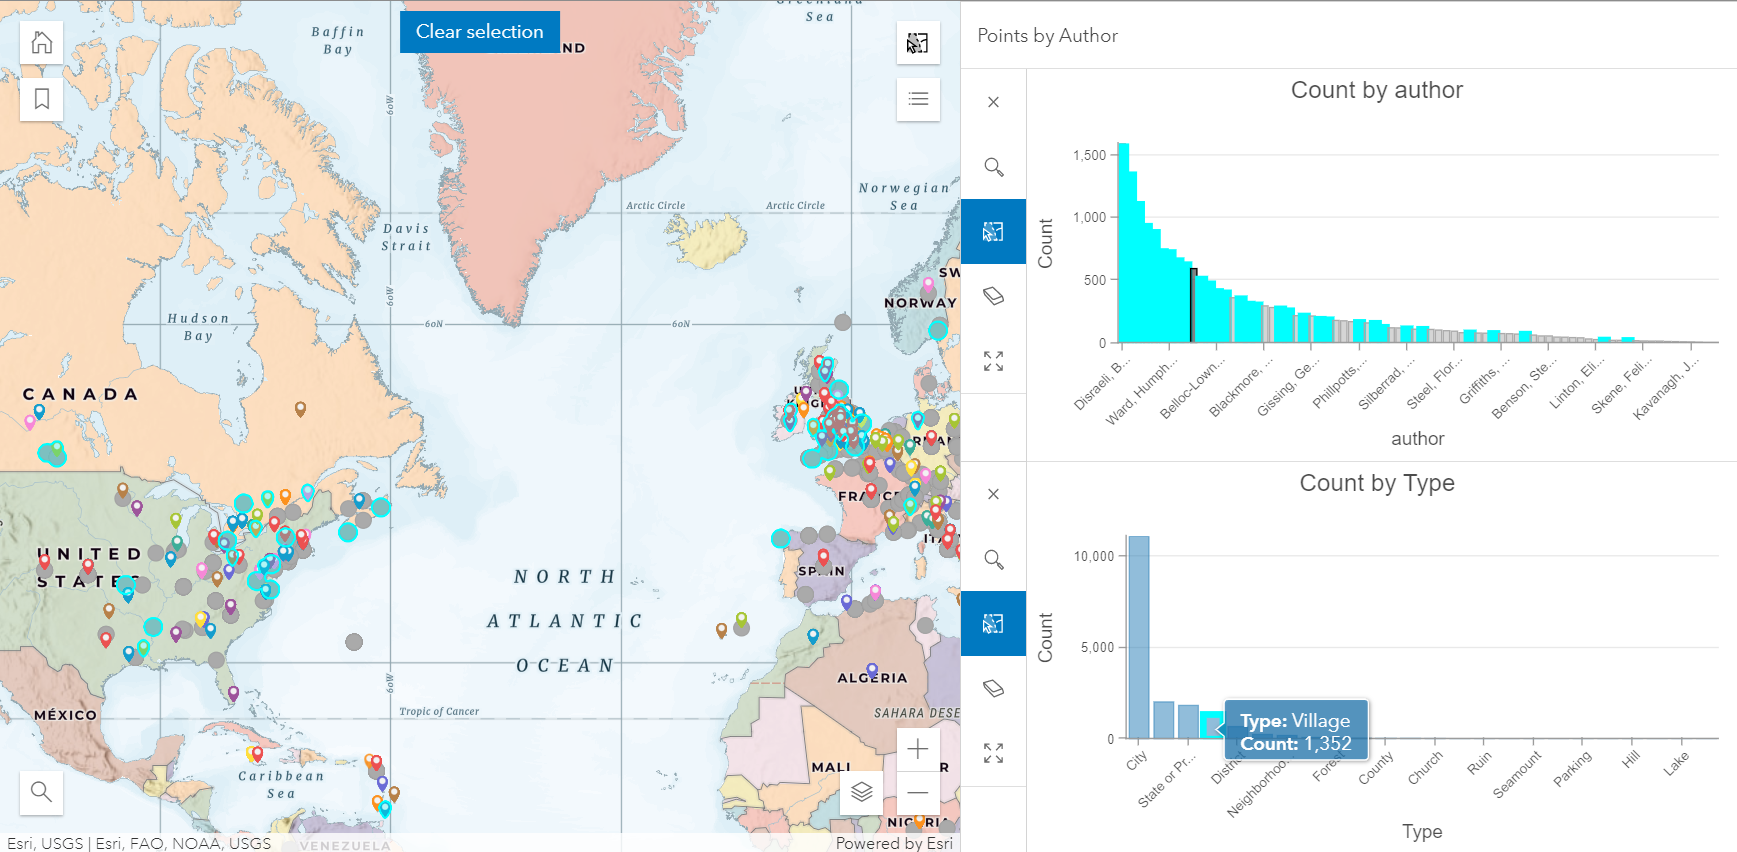 Clear selection
Baffin
Bay
Sea
ND
60W
Norwegian
Sea
Arctic Circle
Arctic Circle
Davis
Strait
60W
Hudson
Bay
60N
60N
SW
NORWAY
CANADA
FRANCE
UNITED
STATES
SPAIN
NORTH
ATLANTIC
OCEAN
60W
ALGERIA
MÉXICO
Tropic of Cancer
SAHARA DESE
MALI
R
Caribbean
Sea
NIGERIA
VENEZUELA
Esri, USGS | Esri, FAO, NOAA, USGS
Powered by Esri
Points by Author
Count by author
Count
1,500
1,000
500
0
Disraeli, B...
Ward, Humph...
Belloc-Lown...
Blackmore, ...
Gissing, Ge...
Phillpotts,...
Silberrad, ...
Steel, Flor...
Griffiths, ...
Benson, Ste...
Linton, Eli...
Skene, Feli...
Kavanagh, J...
author
Count by Type
Count
10,000
5,000
0
Type: Village
Count: 1,352
City
State or Pr...
District
Neighborhoo...
Forest
County
Church
Ruin
Seamount
Parking
Hill
Lake
Type